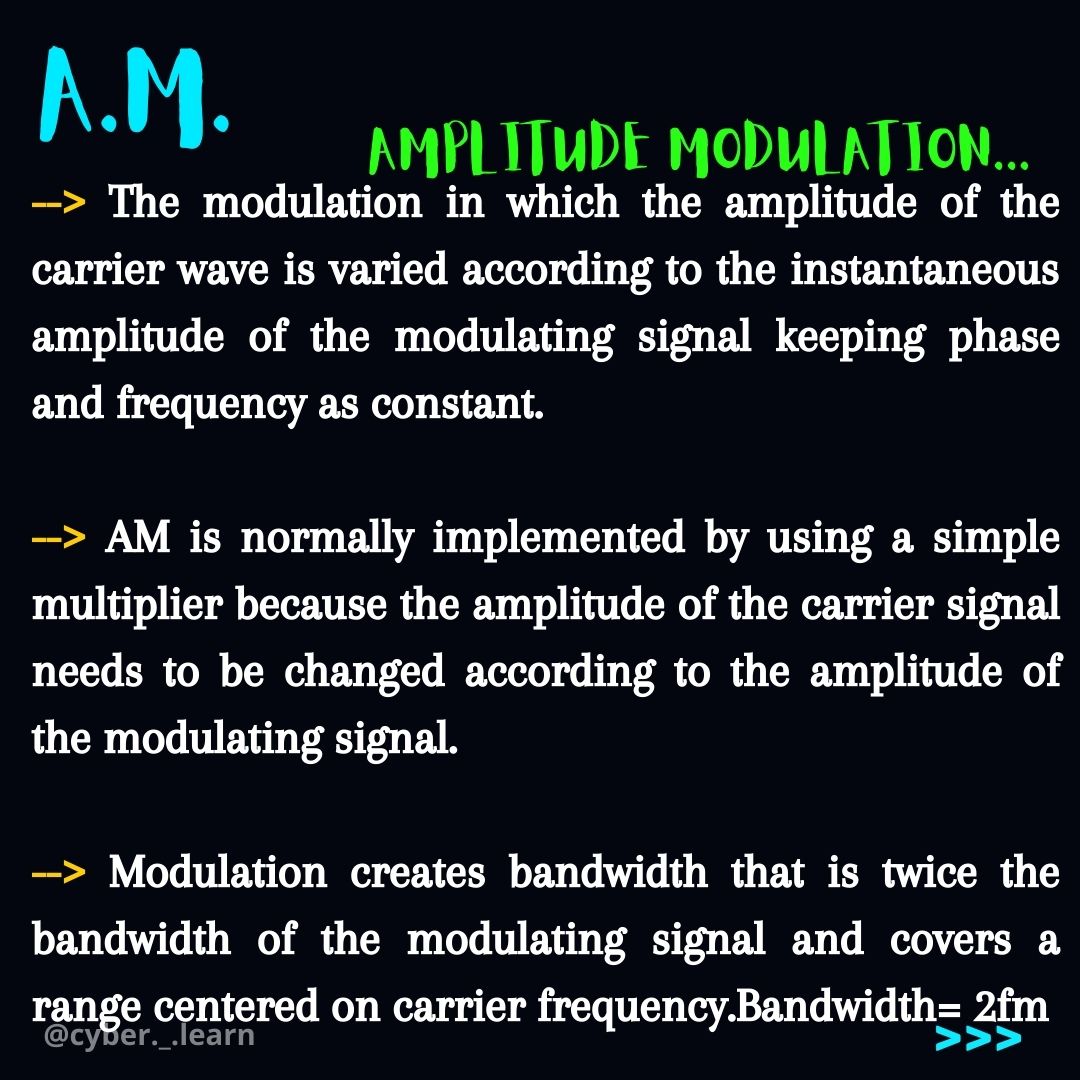 A.M.
AMPLITUDE MODULATION...
--> The modulation in which the amplitude of the
carrier wave is varied according to the instantaneous
amplitude of the modulating signal keeping phase
and frequency as constant.
--> AM is normally implemented by using a simple
multiplier because the amplitude of the carrier signal
needs to be changed according to the amplitude of
the modulating signal.
--> Modulation creates bandwidth that is twice the
bandwidth of the modulating signal and covers a
range centered on carrier frequency.Bandwidth= 2fm
@cyber._.learn
>>>